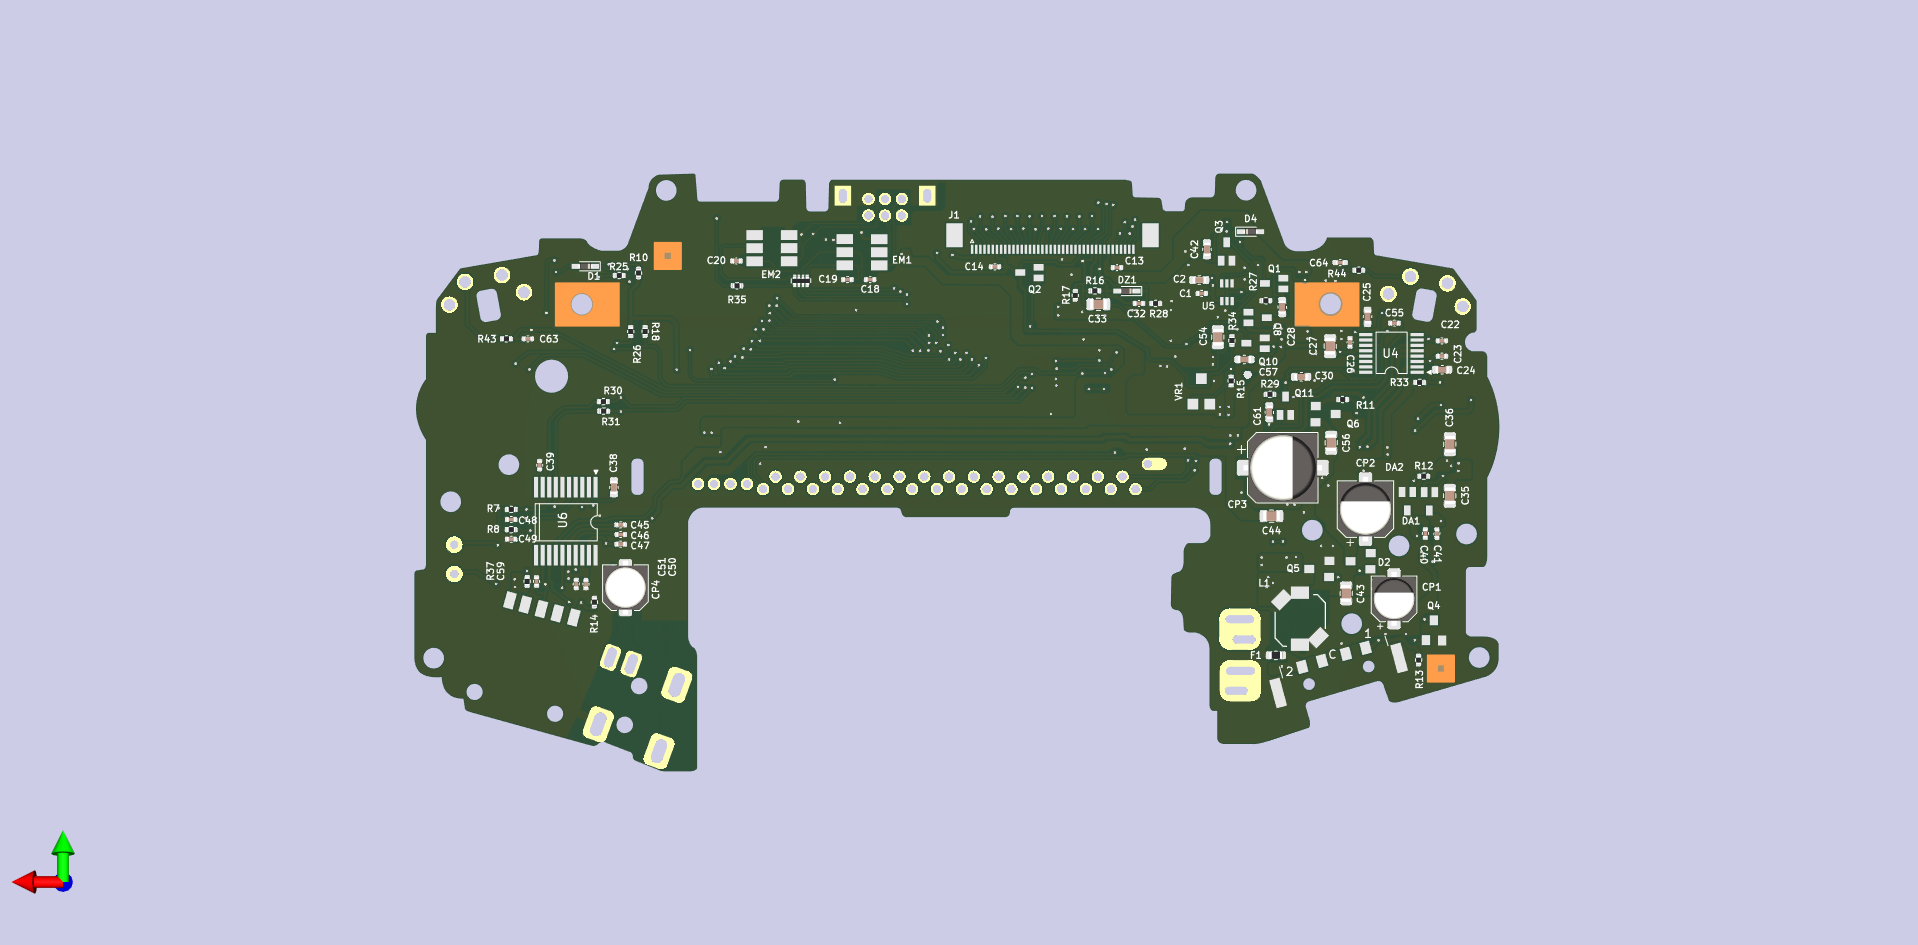 J1
D4
Q3
C42
R10
C20
R25
D1
EM2
EM1
C19
C18
R35
C14
C13
Q2
R16
DZ1
R17
C33
C32
R28
C2
C1
U5
R27
Q1
C64
R44
C25
C55
C22
R43
C63
R18
R26
C54
R34
Q8
C28
C27
C26
U4
C23
C24
R33
Q10
C57
R15
R29
C30
Q11
VR1
R30
R31
C61
R11
Q6
C56
C36
C39
C38
+
CP3
CP2
DA2
R12
C35
DA1
R7
C48
R8
C49
U6
C45
C46
C47
C44
+
C40
C41
R37
C59
C51
C50
CP4
R14
Q5
D2
L1
C43
CP1
+
Q4
F1
C
1
2
R13